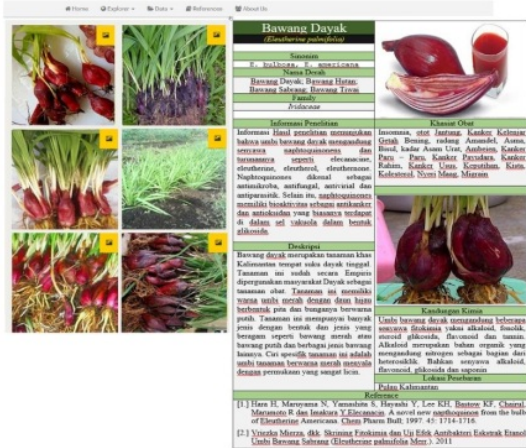 Home
Explorer
Data
References
About Us
Bawang Dayak
(Eleutherine palmifolia)
Sinonim
E. bulbosa, E. americana
Nama Derah
Bawang Dayak; Bawang Hutan;
Bawang Sabrang; Bawang Tiwai
Family
Iridaceae
Informasi Penelitian
Informasi Hasil penelitian menunjukan
bahwa umbi bawang dayak mengandung
senyawa naphtoquinonens dan
turunannya seperti elecanacine,
eleutherine, eleutherol, eleuthernone.
Naphtoquinones dikenal sebagai
antimikroba, antifungal, antivirial dan
antiparasitik. Selain itu, naphtoquinones
memiliki bioaktivitas sebagai antikanker
dan antioksidan yang biasanya terdapat
di dalam sel vakuola dalam bentuk
glikosida.
Deskripsi
Bawang dayak merupakan tanaman khas
Kalimantan tempat suku dayak tinggal.
Tanaman ini sudah secara Empuris
dipergunakan masyarakat Dayak sebagai
tanaman obat. Tanaman ini memiliki
warna umbi merah dengan daun hijau
berbentuk pita dan bunganya berwarna
putih. Tanaman ini mempunyai banyak
jenis dengan bentuk dan jenis yang
beragam seperti bawang merah atau
bawang putih dan berbagai jenis bawang
lainnya. Ciri spesifik tanaman ini adalah
umbi tanaman berwarna merah menyala
dengan permukaan yang sangat licin.
Khasiat Obat
Insomnia, otot Jantung, Kanker Kelenjar
Getah Bening, radang Amandel, Asma,
Bisul, kadar Asam Urat, Ambeien, Kanker
Paru – Paru, Kanker Payudara, Kanker
Rahim, Kanker Usus, Keputihan, Kista,
Kolesterol, Nyeri Maag, Migrain
Kandungan Kimia
Umbi bawang dayak mengandung beberapa
senyawa fitokimia yakni alkaloid, fenolik,
steroid glikosida, flavonoid dan tannin.
Alkaloid merupakan bahan organik yang
mengandung nitrogen sebagai bagian dari
heterosiklik. Bahkan senyawa alkaloid,
flavonoid, glikosida dan saponin
Lokasi Pesebaran
Pulau Kalimantan
Reference
[1.] Hara H, Maruyama N, Yamashita S, Hayashi Y, Lee KH, Bastow KF, Chairul,
Marumoto R dan Imakura Y.Elecanacin. A novel new napthoquinon from the bulb
of Eleutherine Americana. Chem Pharm Bull; 1997. 45: 1714-1716.
[2.] Vriezka Mierza, dkk. Skrining Fitokimia dan Uji Efek Antibakteri Ekstrak Etanol
Umbi Bawang Sabrang (Eleutherine palmifolia Merr.). 2011